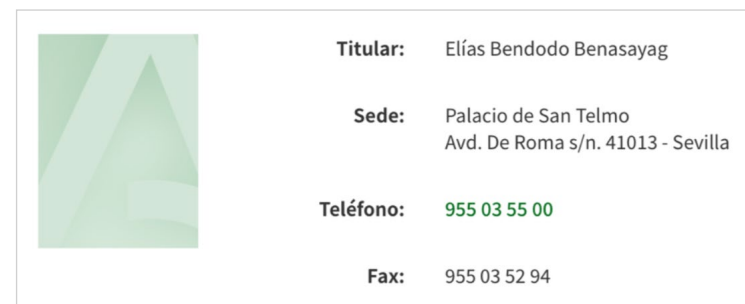 Titular: Elías Bendodo Benasayag
Sede: Palacio de San Telmo
Avd. De Roma s/n. 41013 - Sevilla
Teléfono: 955 03 55 00
Fax: 955 03 52 94